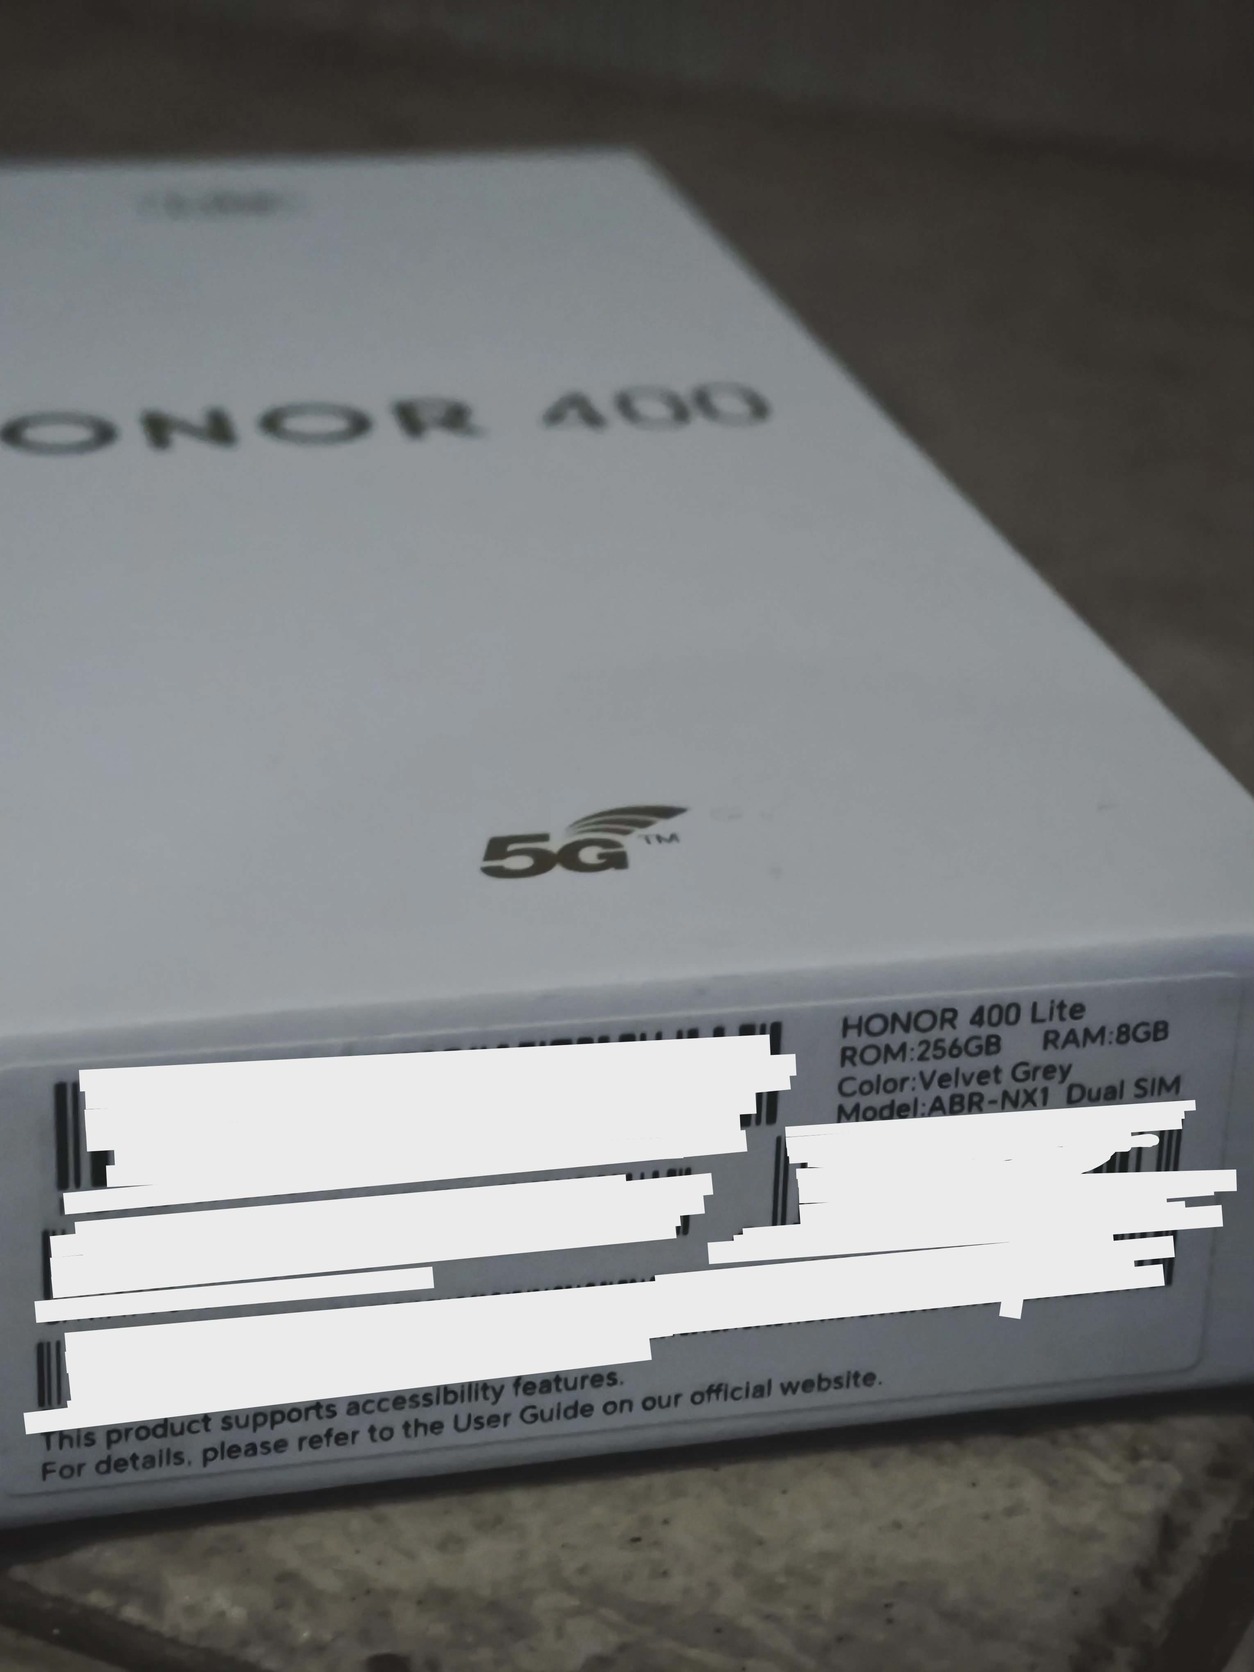 ONOR 400
5G™
HONOR 400 Lite
ROM:256GB RAM:8GB
Color:Velvet Grey
Model:ABR-NX1 Dual SIM
This product supports accessibility features.
For details, please refer to the User Guide on our official website.